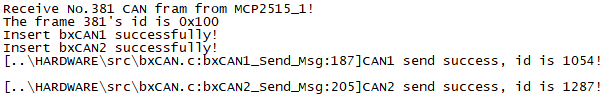 Receive No.381 CAN fram from MCP2515_1!
The frame 381's id is 0x100
Insert bxCAN1 successfully!
Insert bxCAN2 successfully!
[..\HARDWARE\src\bxCAN.c:bxCAN1_Send_Msg:187]CAN1 send success, id is 1054!
[..\HARDWARE\src\bxCAN.c:bxCAN2_Send_Msg:205]CAN2 send success, id is 1287!